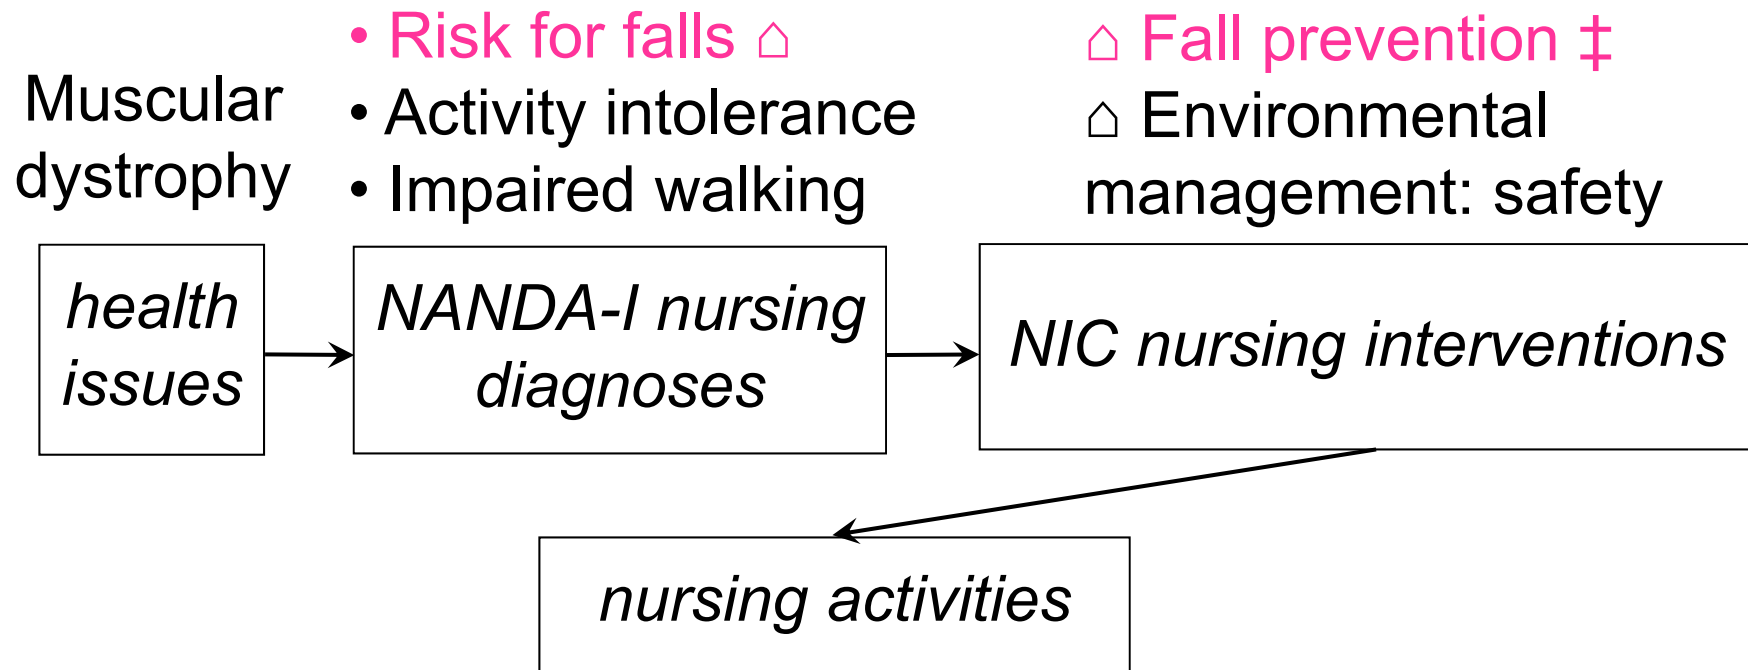 Muscular
dystrophy
• Risk for falls ⌂
• Activity intolerance
• Impaired walking
⌂ Fall prevention ‡
⌂ Environmental
management: safety
health
issues
NANDA-I nursing
diagnoses
NIC nursing interventions
nursing activities